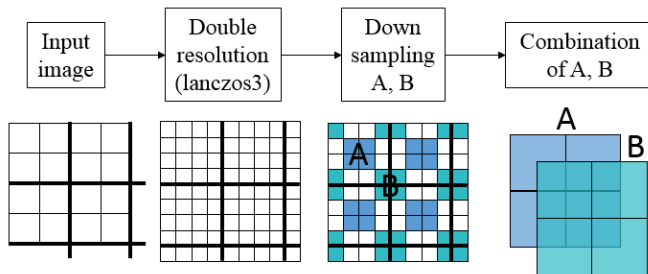 Input
image
Double
resolution
(lanczos3)
Down
sampling
A, B
Combination
of A, B
A
B
A
B